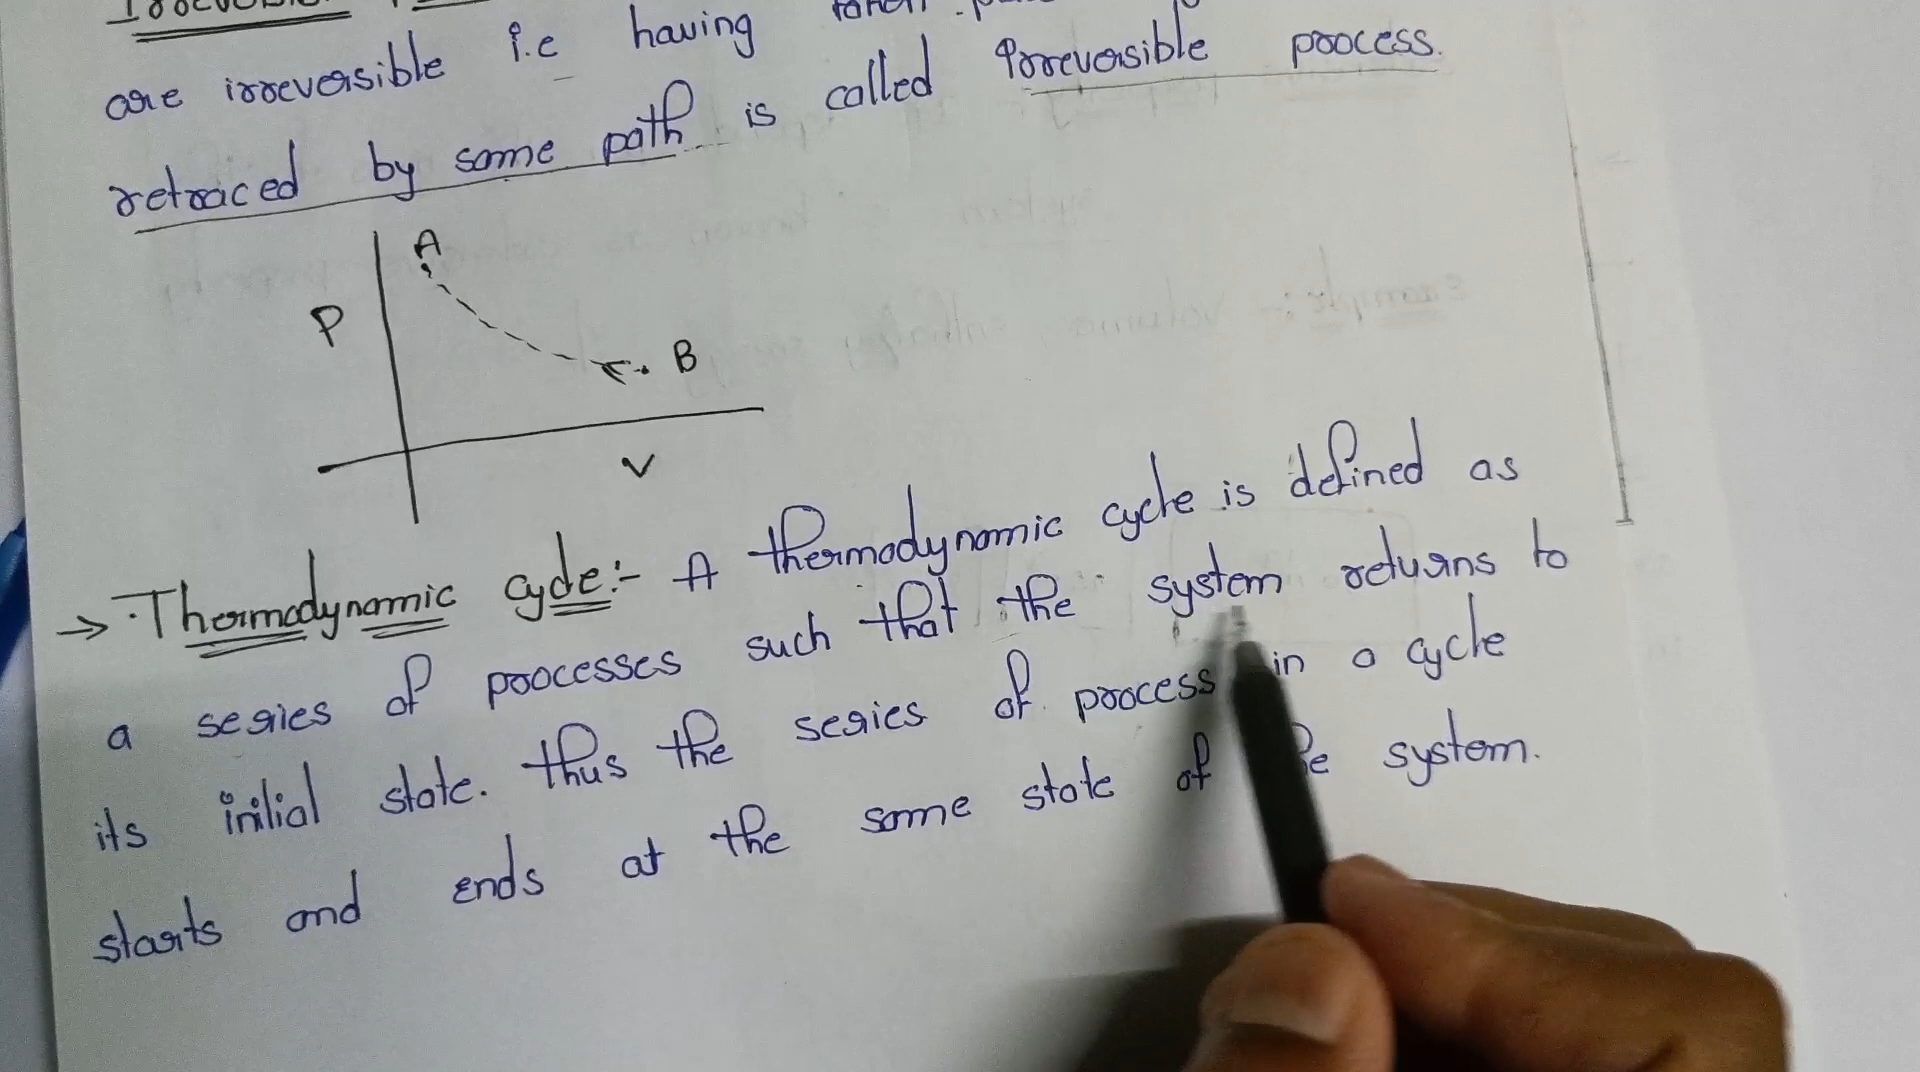 are irreversible i.e having
retraced by same path is called Irreversible process.
A
P
B
V
→ Thermodynamic cycle:- A thermodynamic cycle is defined as
a series of processes such that the system returns to
its initial state. thus the series of process in a cycle
starts and ends at the same state of system.